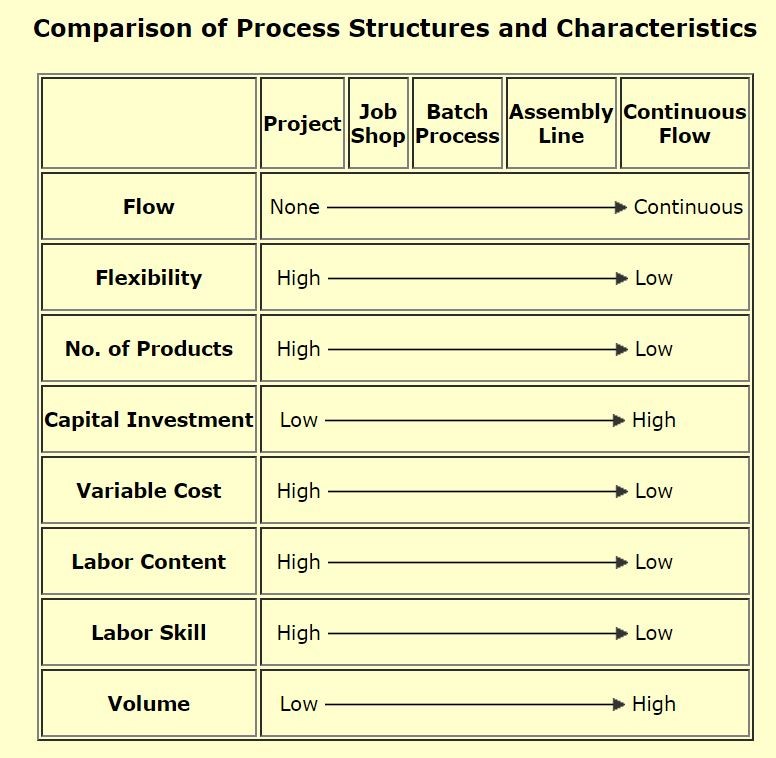 Comparison of Process Structures and Characteristics
Project
Job
Shop
Batch
Process
Assembly
Line
Continuous
Flow
Flow
None
Continuous
Flexibility
High
Low
No. of Products
High
Low
Capital Investment
Low
High
Variable Cost
High
Low
Labor Content
High
Low
Labor Skill
High
Low
Volume
Low
High